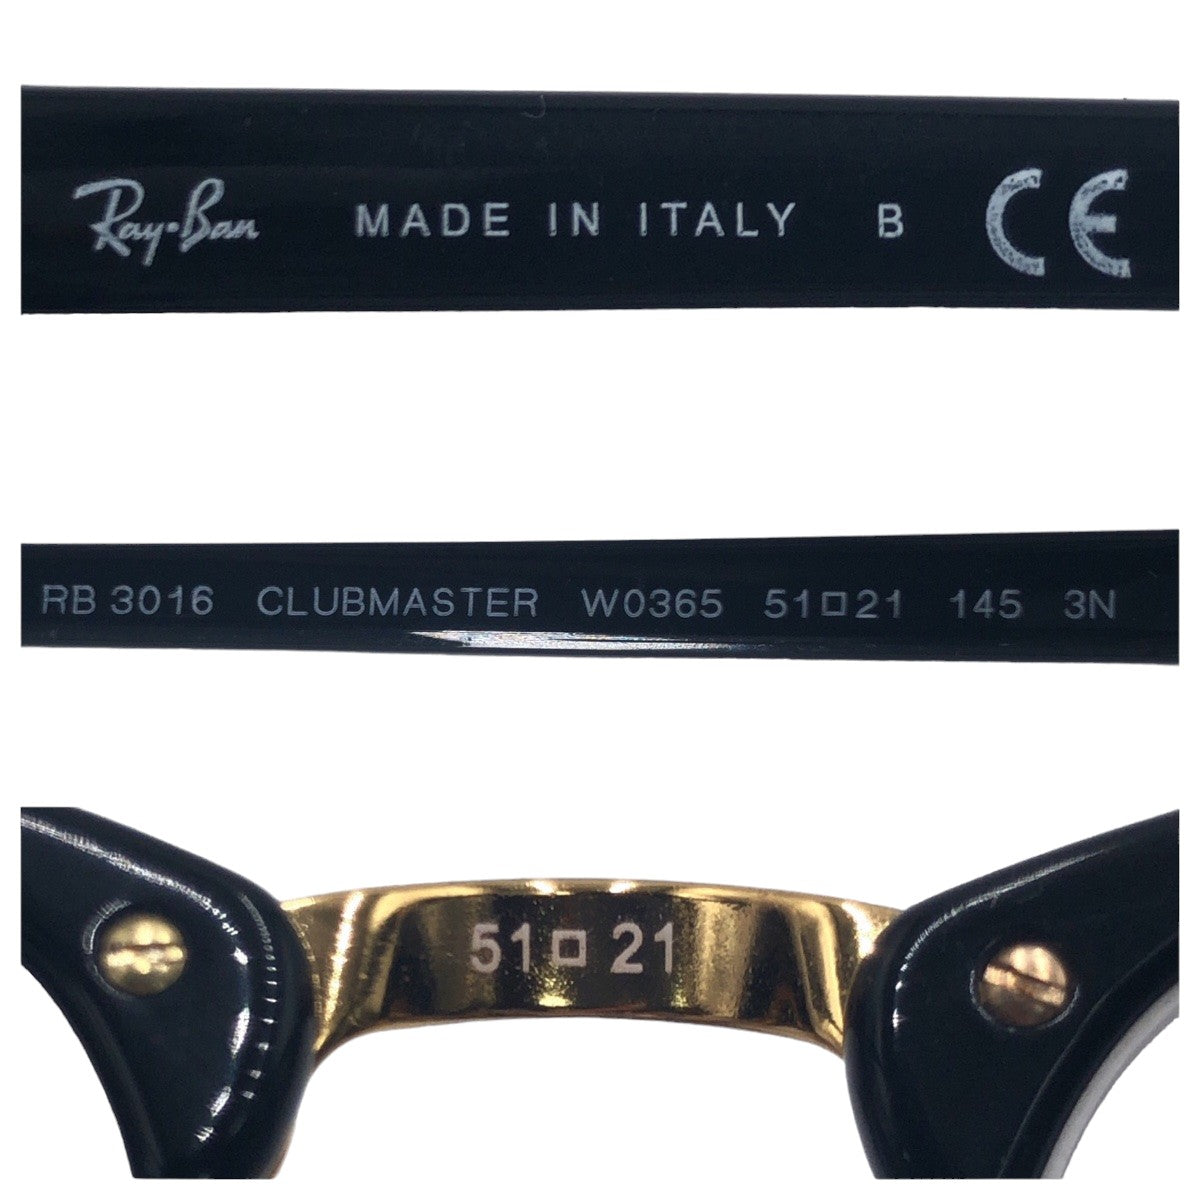 Ray-Ban MADE IN ITALY B CE
RB 3016 CLUBMASTER W0365 51□21 145 3N
51□21